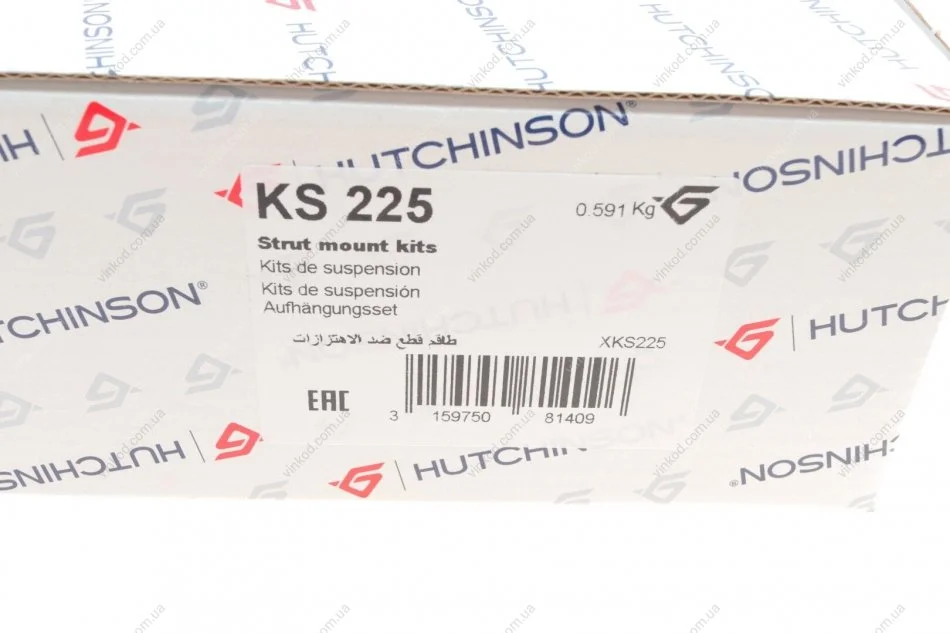 HUTCHINSON
HUTCHINSON®
KS 225
0.591 Kg
Strut mount kits
Kits de suspension
Kits de suspensión
Aufhängungsset
طاقم قطع ضد الاهتزازات
XKS225
EAC
3 159750 81409
HUTCHINSON®
HUTCHINSON
HUTCHINSON
vinkod.com.ua